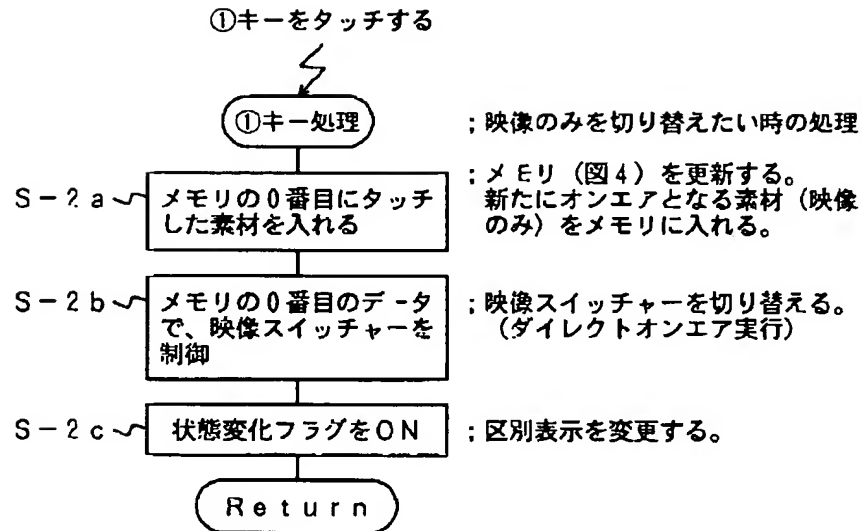 ①キーをタッチする
①キー処理
；映像のみを切り替えたい時の処理
S－2a
メモリの0番目にタッチ
した素材を入れる
；メモリ（図4）を更新する。
新たにオンエアとなる素材（映像
のみ）をメモリに入れる。
S－2b
メモリの0番目のデータ
で、映像スイッチャーを
制御
；映像スイッチャーを切り替える。
（ダイレクトオンエア実行）
S－2c
状態変化フラグをON
；区別表示を変更する。
Return